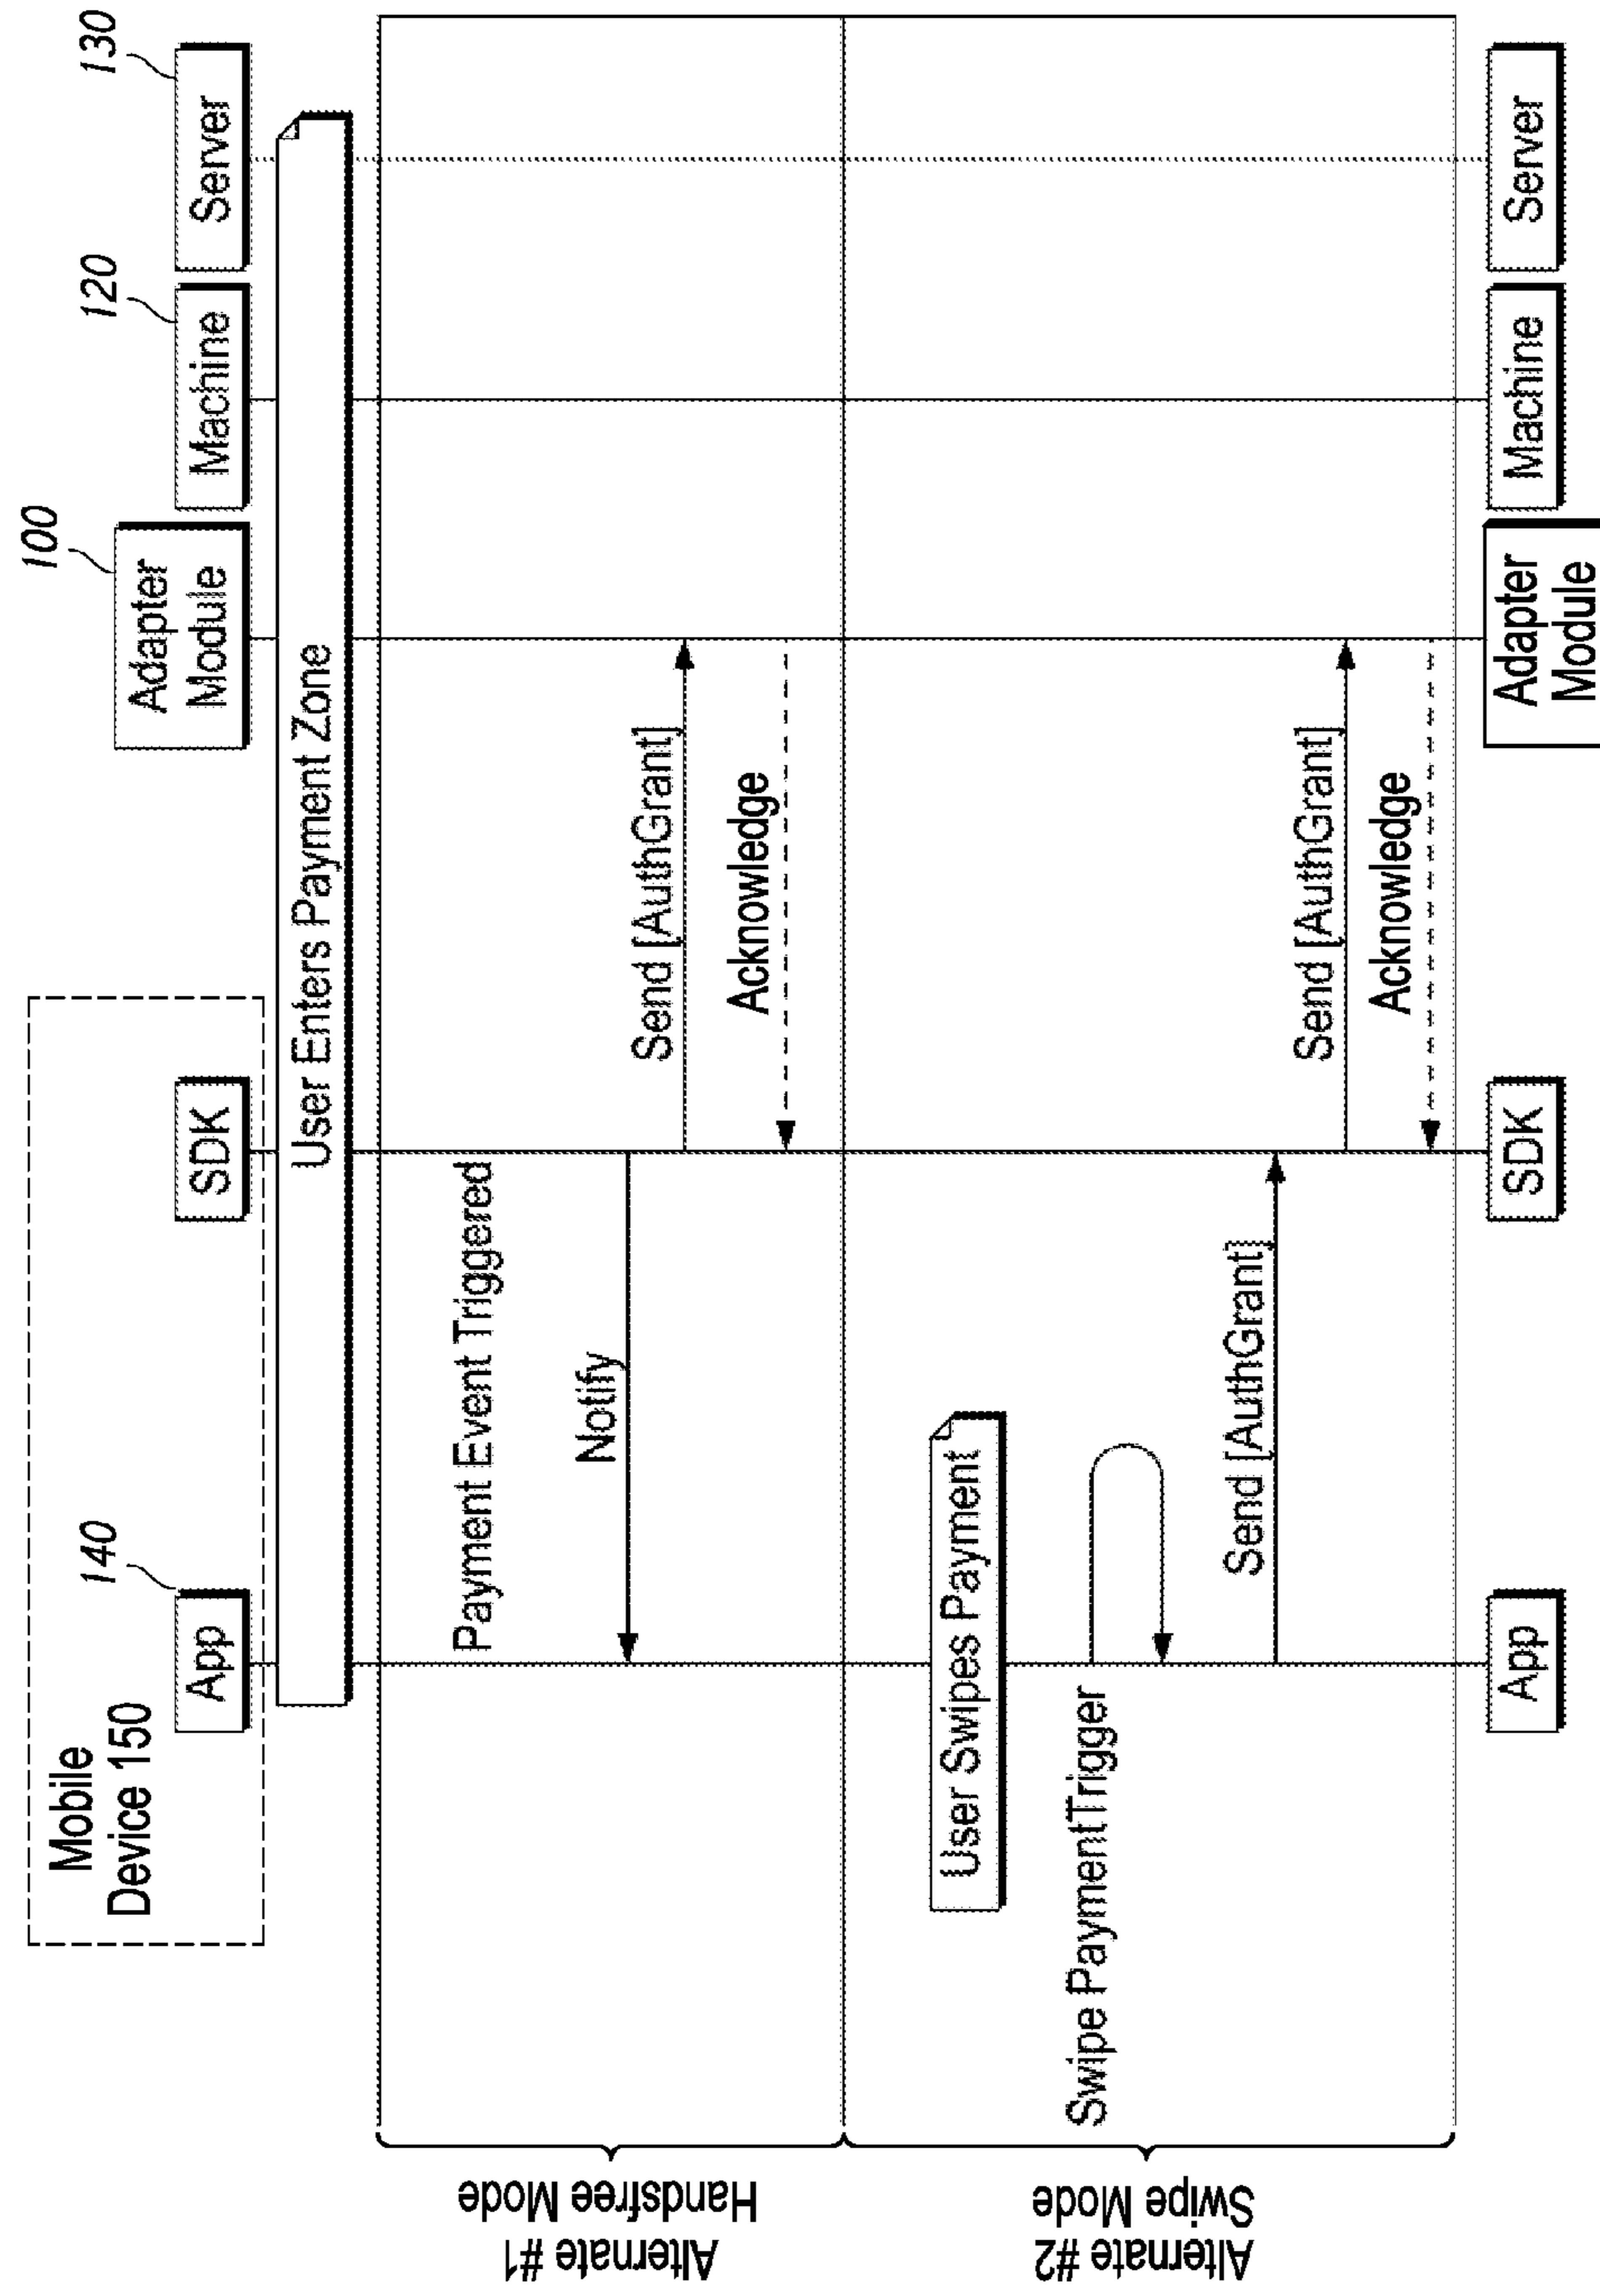 Mobile
Device 150
140
App
SDK
100
Adapter
Module
120
Machine
130
Server
User Enters Payment Zone
Alternate #1
Handsfree Mode
Payment Event Triggered
Notify
Send [AuthGrant]
Acknowledge
Alternate #2
Swipe Mode
User Swipes Payment
Swipe PaymentTrigger
Send [AuthGrant]
Send [AuthGrant]
Acknowledge
App
SDK
Adapter
Module
Machine
Server